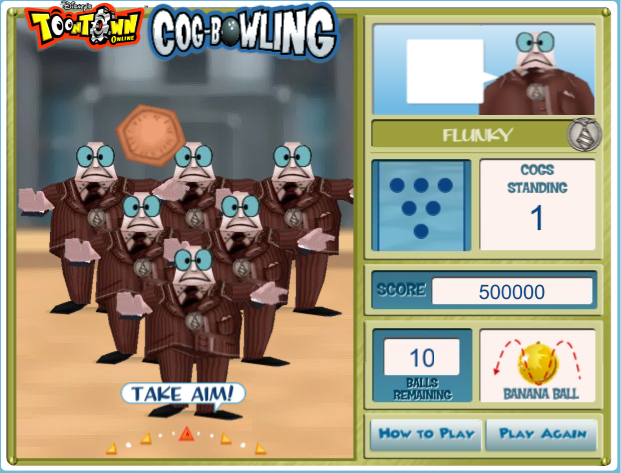 Disney's
TOONTOWN
ONLINE
COG-BOWLING
FLUNKY
COGS
STANDING
1
SCORE 500000
10
BALLS
REMAINING
BANANA BALL
TAKE AIM!
HOW TO PLAY
PLAY AGAIN